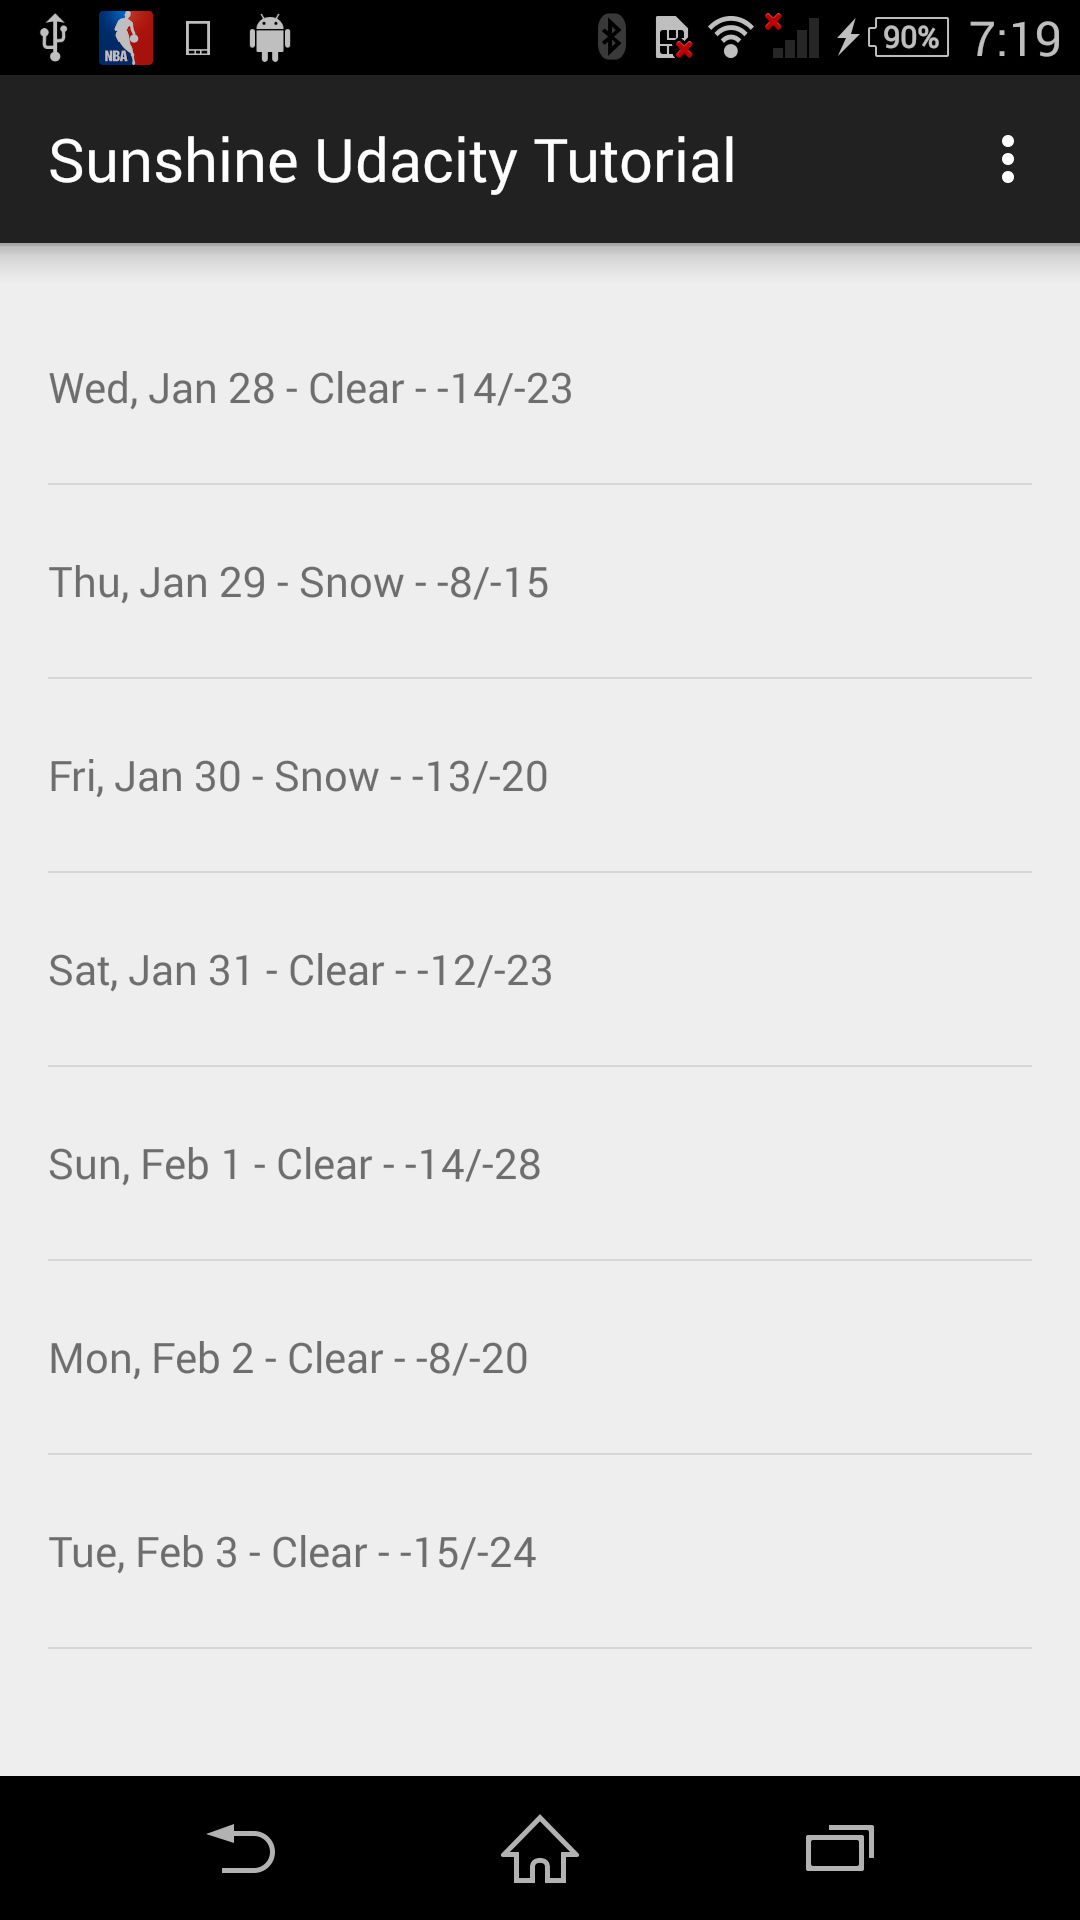 NBA 90% 7:19
Sunshine Udacity Tutorial
Wed, Jan 28 - Clear - -14/-23
Thu, Jan 29 - Snow - -8/-15
Fri, Jan 30 - Snow - -13/-20
Sat, Jan 31 - Clear - -12/-23
Sun, Feb 1 - Clear - -14/-28
Mon, Feb 2 - Clear - -8/-20
Tue, Feb 3 - Clear - -15/-24